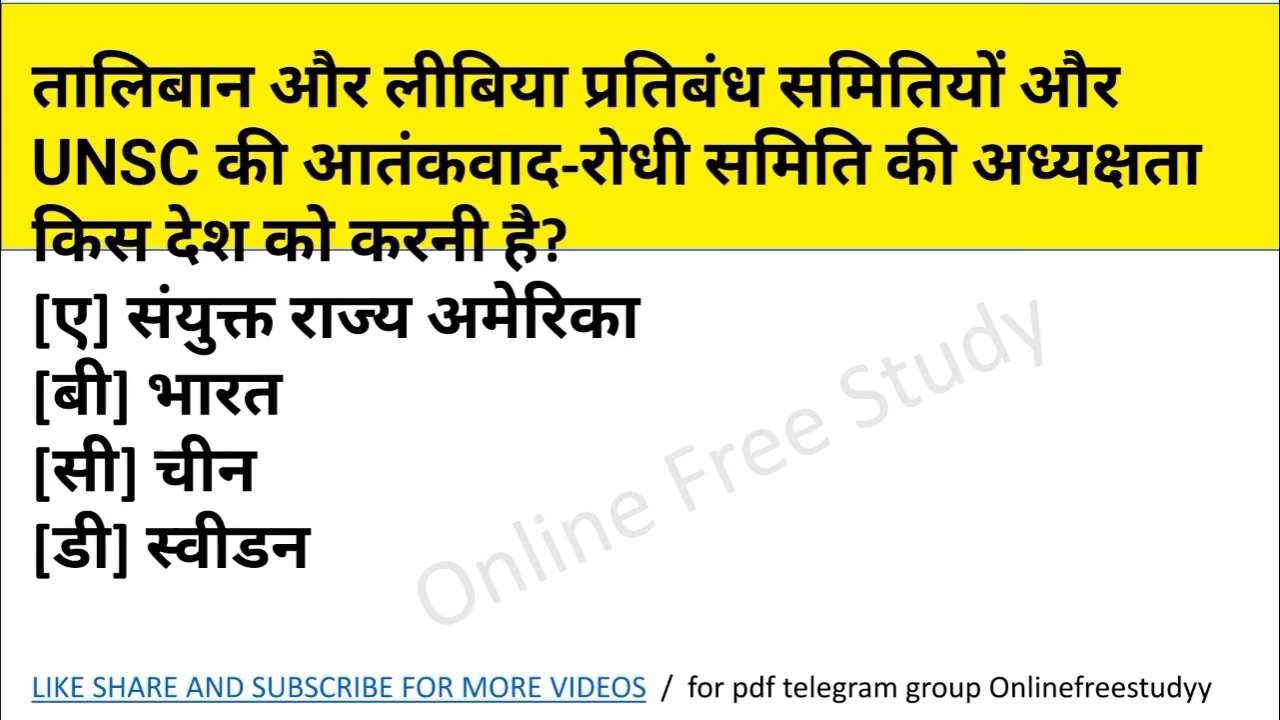 तालिबान और लीबिया प्रतिबंध समितियों और
UNSC की आतंकवाद-रोधी समिति की अध्यक्षता
किस देश को करनी है?
[ए] संयुक्त राज्य अमेरिका
[बी] भारत
[सी] चीन
[डी] स्वीडन
Online Free Study
LIKE SHARE AND SUBSCRIBE FOR MORE VIDEOS / for pdf telegram group Onlinefreestudyy